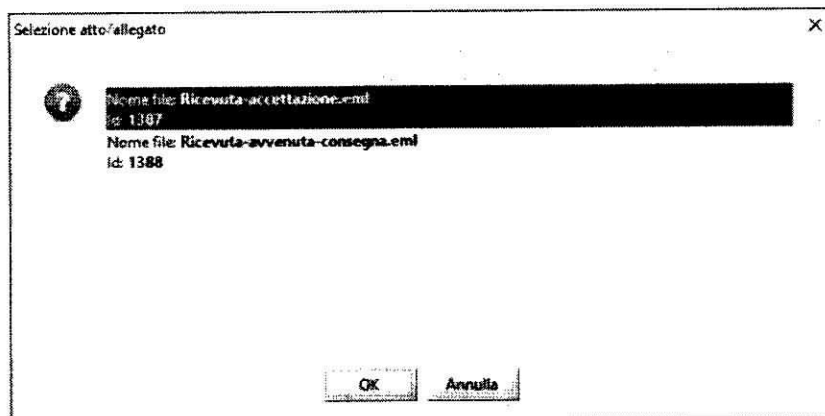 Selezione atto/allegato
Nome file: Ricevuta-accettazione.eml
Id: 1387
Nome file: Ricevuta-avvenuta-consegna.eml
Id: 1388
OK Annulla